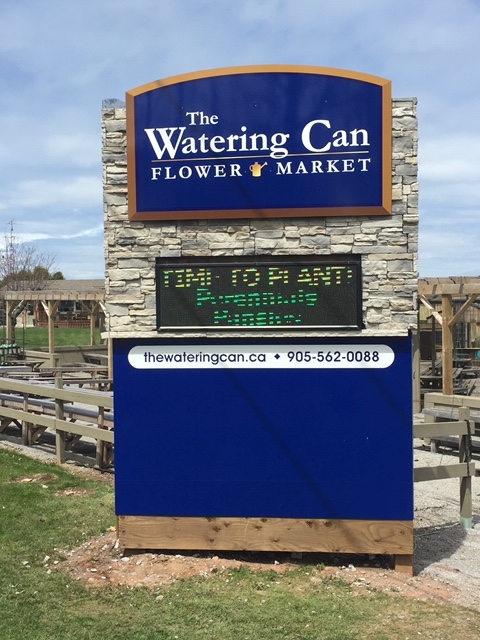 The
Watering Can
FLOWER MARKET
TIME TO PLANT!
thewateringcan.ca ♦ 905-562-0088